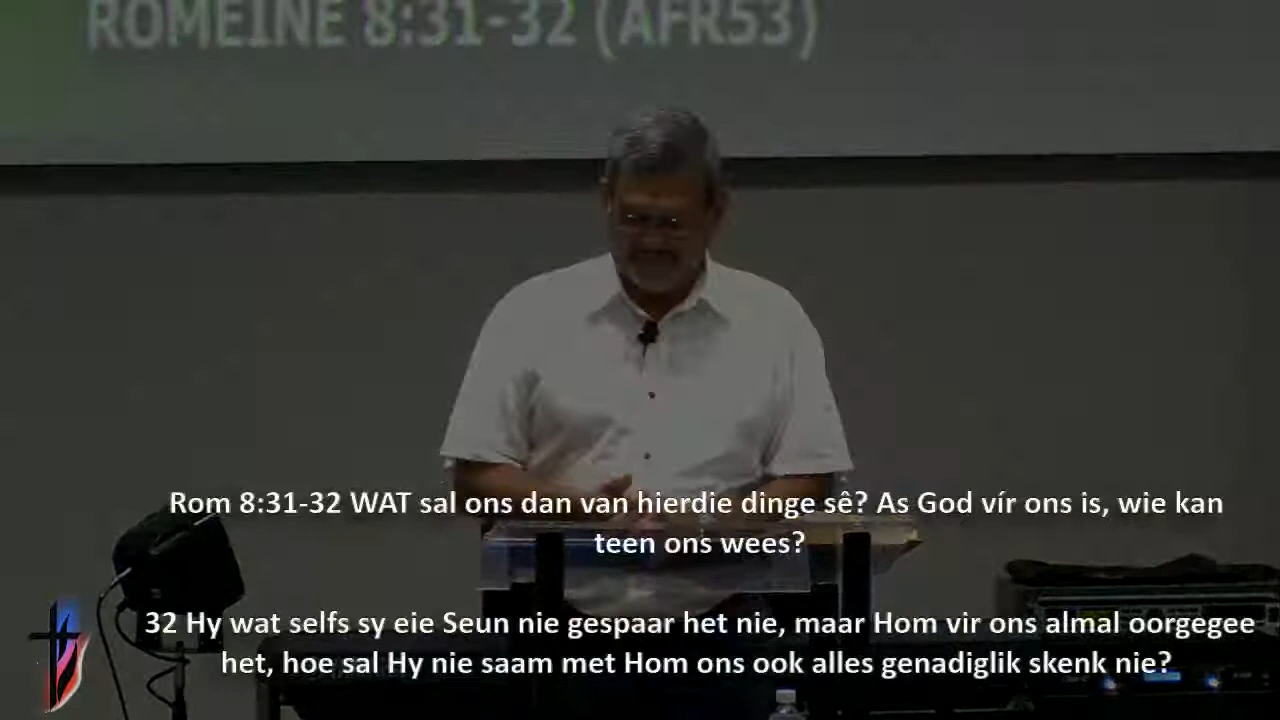 ROMEINE 8:31-32 (AFR53)
Rom 8:31-32 WAT sal ons dan van hierdie dinge sê? As God vír ons is, wie kan
teen ons wees?
32 Hy wat selfs sy eie Seun nie gespaar het nie, maar Hom vir ons almal oorgegee
het, hoe sal Hy nie saam met Hom ons ook alles genadiglik skenk nie?